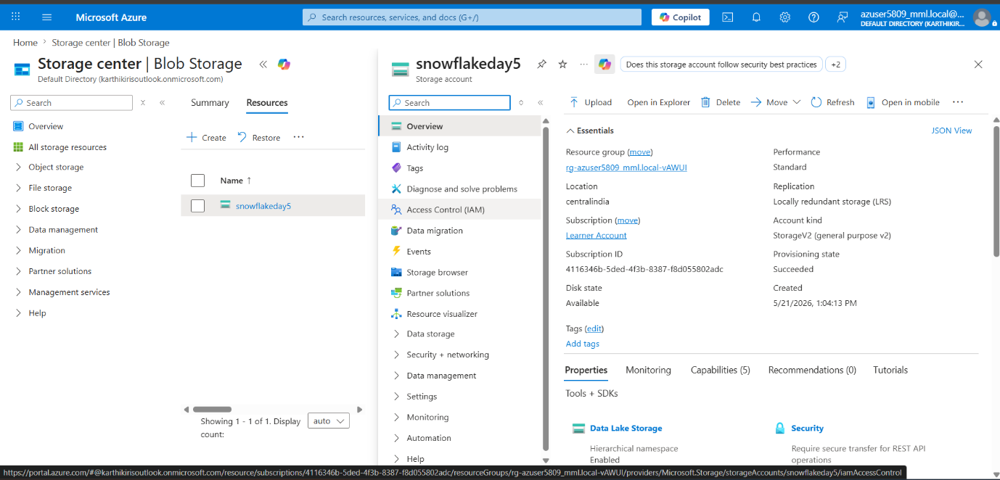 Microsoft Azure
Search resources, services, and docs (G+/)
Copilot
azuser5809_mml.local@...
DEFAULT DIRECTORY (KARTHIKIR...
Home > Storage center | Blob Storage
Storage center | Blob Storage
Default Directory (karthikirisoutlook.onmicrosoft.com)
Search
Overview
All storage resources
Object storage
File storage
Block storage
Data management
Migration
Partner solutions
Management services
Help
Summary Resources
Create Restore ...
Name ↑
snowflakeday5
Showing 1 - 1 of 1. Display
count:
auto
snowflakeday5
Storage account
...
Does this storage account follow security best practices
+2
Search
Overview
Activity log
Tags
Diagnose and solve problems
Access Control (IAM)
Data migration
Events
Storage browser
Partner solutions
Resource visualizer
Data storage
Security + networking
Data management
Settings
Monitoring
Automation
Help
Upload Open in Explorer Delete Move Refresh Open in mobile ...
Essentials
JSON View
Resource group (move)
rg-azuser5809_mml.local-vAWUI
Location
centralindia
Subscription (move)
Learner Account
Subscription ID
4116346b-5ded-4f3b-8387-f8d055802adc
Disk state
Available
Performance
Standard
Replication
Locally redundant storage (LRS)
Account kind
StorageV2 (general purpose v2)
Provisioning state
Succeeded
Created
5/21/2026, 1:04:13 PM
Tags (edit)
Add tags
Properties Monitoring Capabilities (5) Recommendations (0) Tutorials
Tools + SDKs
Data Lake Storage
Hierarchical namespace
Enabled
Security
Require secure transfer for REST API
operations
https://portal.azure.com/#@karthikirisoutlook.onmicrosoft.com/resource/subscriptions/4116346b-5ded-4f3b-8387-f8d055802adc/resourceGroups/rg-azuser5809_mml.local-vAWUI/providers/Microsoft.Storage/storageAccounts/snowflakeday5/iamAccessControl